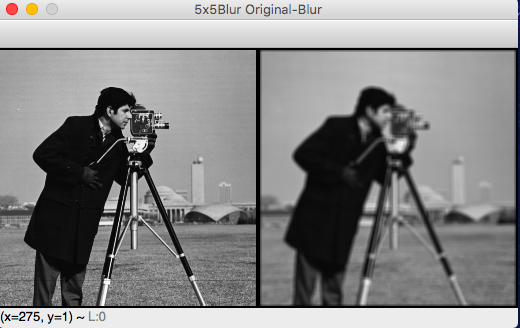 5x5Blur Original-Blur
(x=275, y=1) ~ L:0